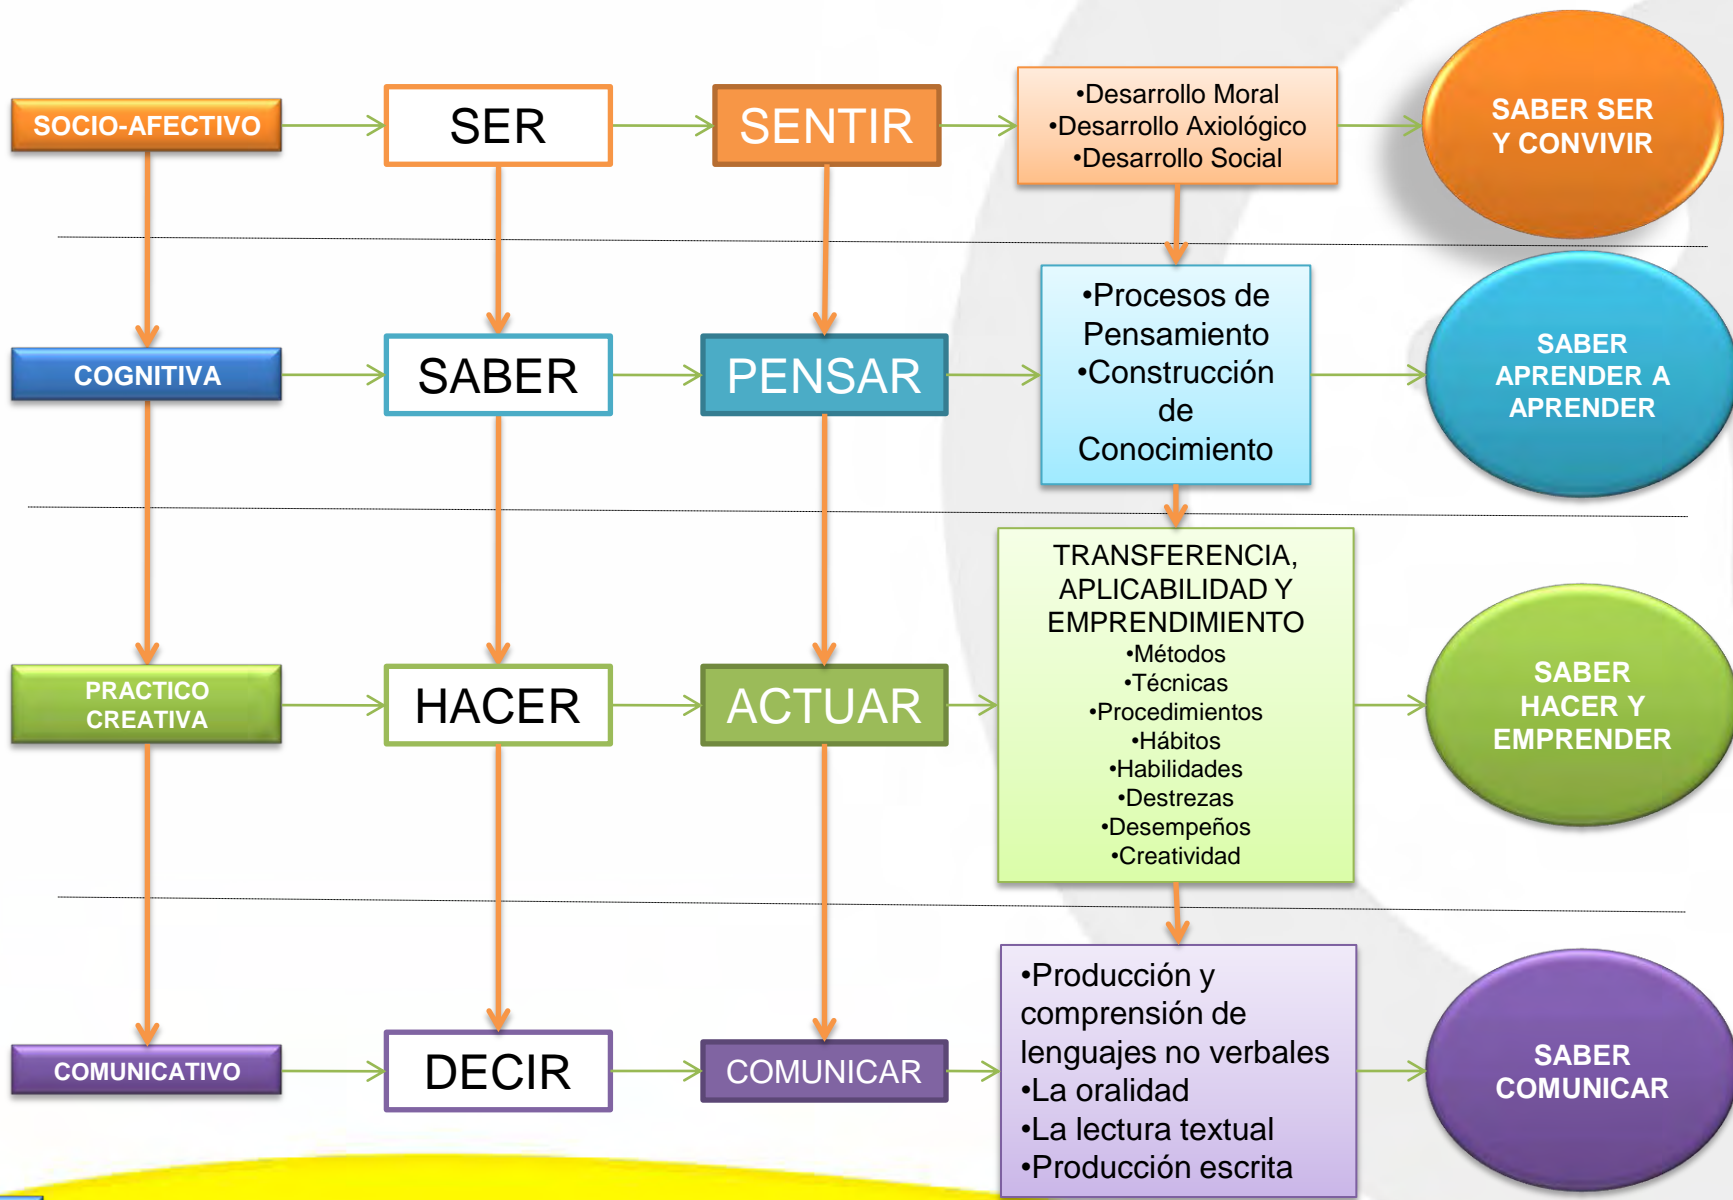 SOCIO-AFECTIVO
SER
SENTIR
•Desarrollo Moral
•Desarrollo Axiológico
•Desarrollo Social
SABER SER
Y CONVIVIR
COGNITIVA
SABER
PENSAR
•Procesos de
Pensamiento
•Construcción
de
Conocimiento
SABER
APRENDER A
APRENDER
PRACTICO
CREATIVA
HACER
ACTUAR
TRANSFERENCIA,
APLICABILIDAD Y
EMPRENDIMIENTO
•Métodos
•Técnicas
•Procedimientos
•Hábitos
•Habilidades
•Destrezas
•Desempeños
•Creatividad
SABER
HACER Y
EMPRENDER
COMUNICATIVO
DECIR
COMUNICAR
•Producción y
comprensión de
lenguajes no verbales
•La oralidad
•La lectura textual
•Producción escrita
SABER
COMUNICAR